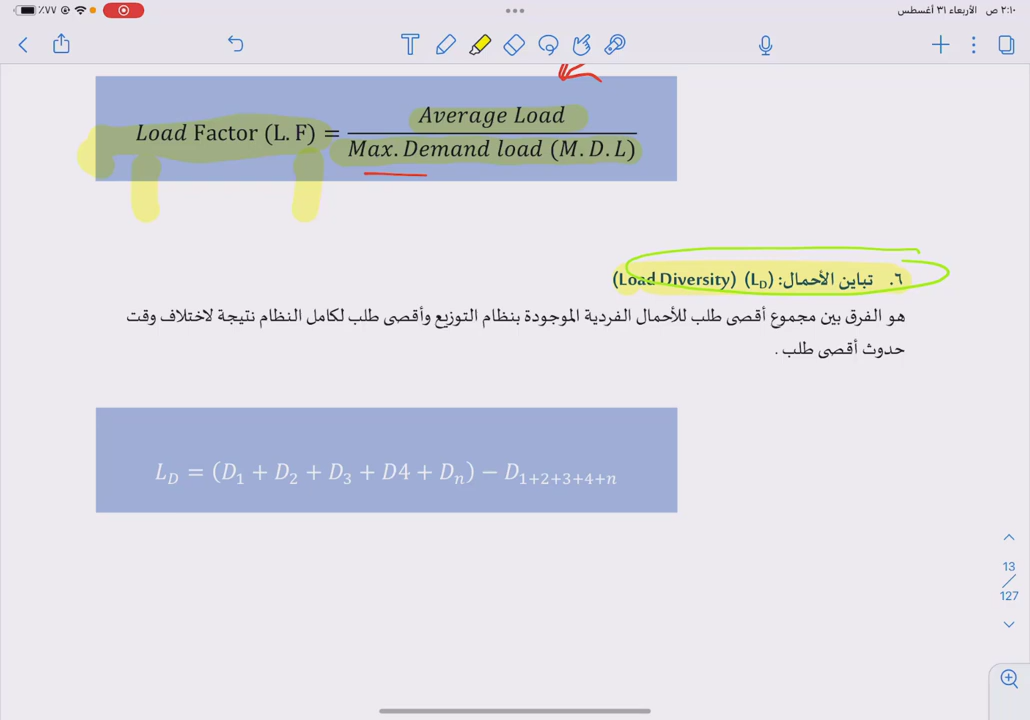 ٪٧٧
٢:١٠ ص الأربعاء ٣١ أغسطس
Load Factor (L. F) = Average Load
Max. Demand load (M. D. L)
٦. تباين الأحمال: (L_D) (Load Diversity)
هو الفرق بين مجموع أقصى طلب للأحمال الفردية الموجودة بنظام التوزيع وأقصى طلب لكامل النظام نتيجة لاختلاف وقت
حدوث أقصى طلب .
L_D = (D_1 + D_2 + D_3 + D4 + D_n) − D_{1+2+3+4+n}
13
/
127